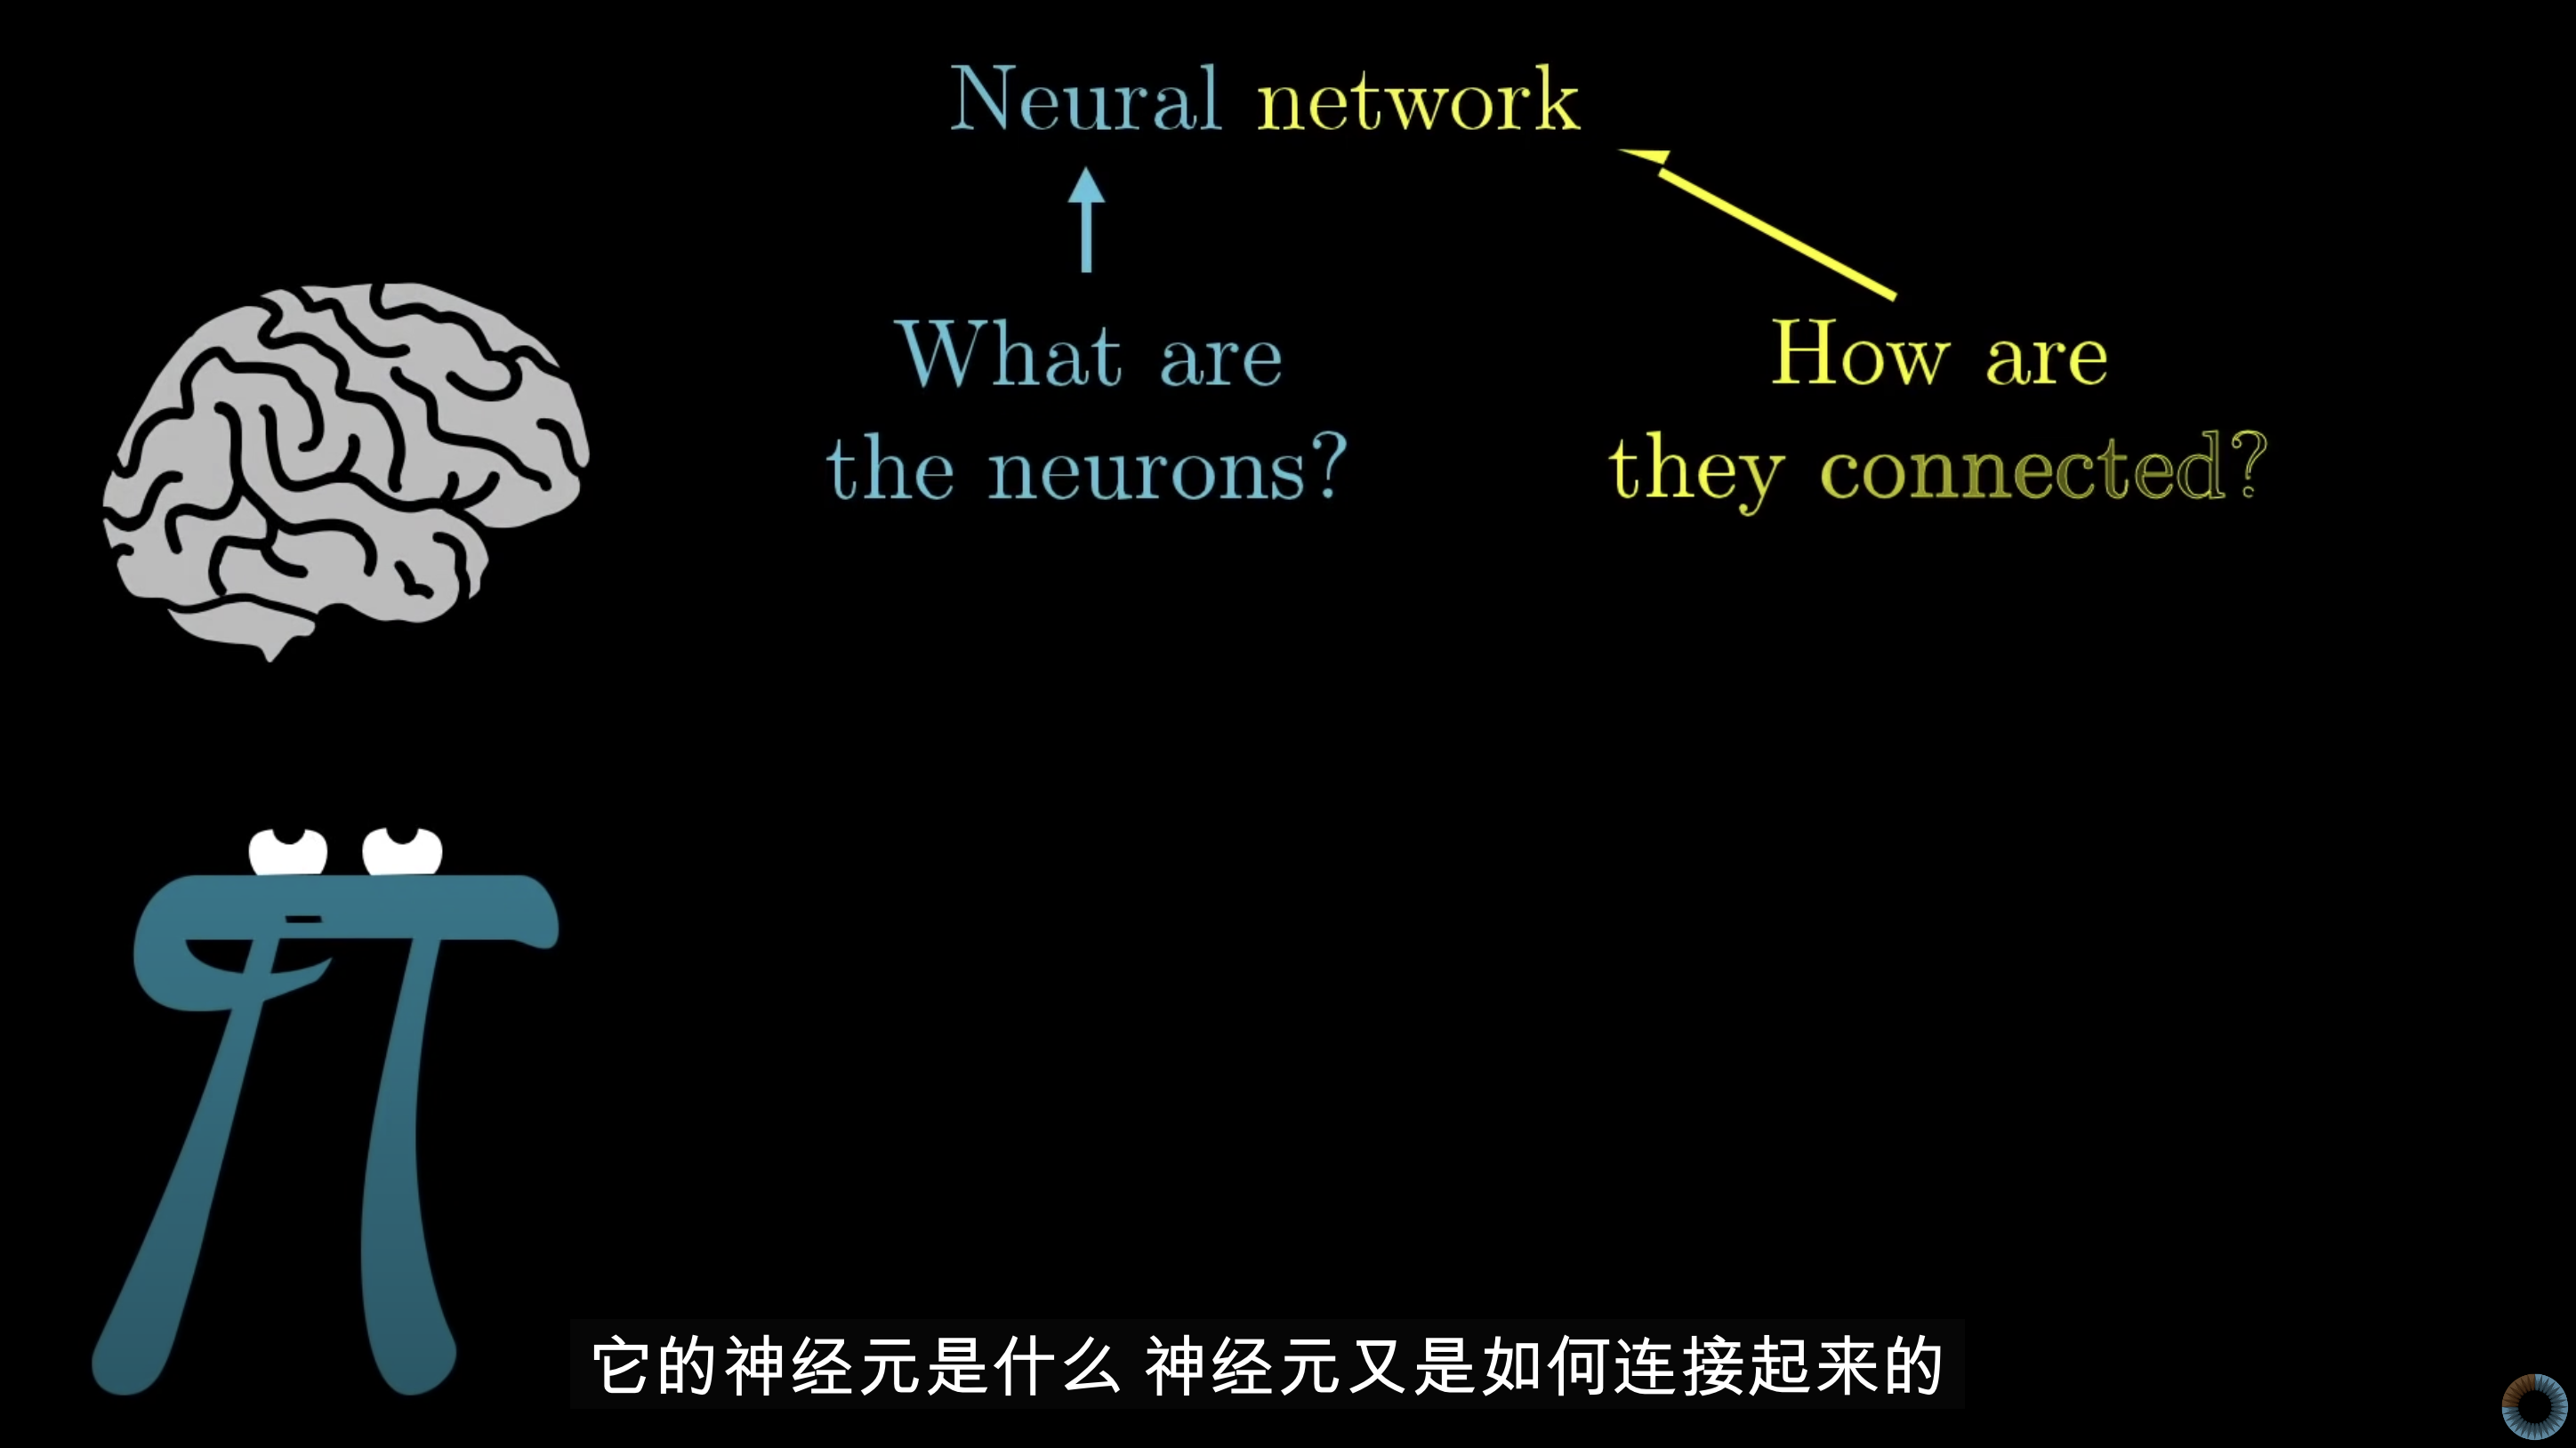 Neural network
What are
the neurons?
How are
they connected?
它的神经元是什么 神经元又是如何连接起来的